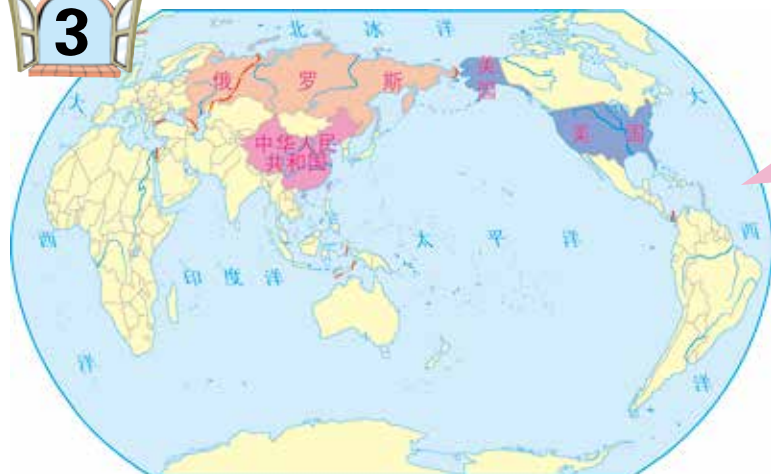 3
北 冰 洋
大
俄 罗 斯
美
国
大
中华人民
共和国
美 国
西
太 平 洋
西
印 度 洋
洋
洋